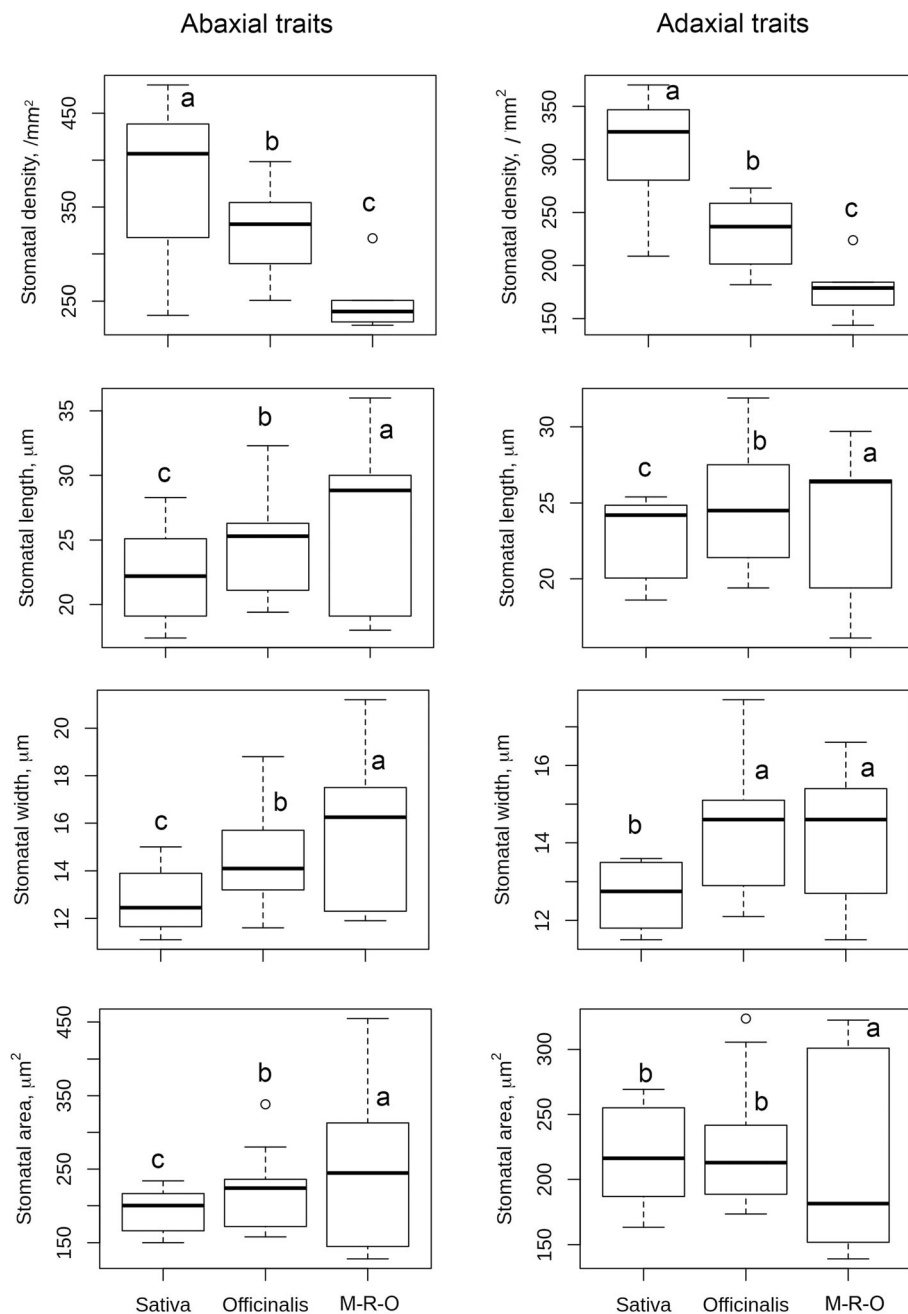 Abaxial traits
Adaxial traits
Stomatal density, /mm²
250
350
450
a
b
c
Stomatal density, /mm²
150
200
250
300
350
a
b
c
Stomatal length, μm
20
25
30
35
c
b
a
Stomatal length, μm
20
25
30
c
b
a
Stomatal width, μm
12
14
16
18
20
c
b
a
Stomatal width, μm
12
14
16
b
a
a
Stomatal area, μm²
150
250
350
450
c
b
a
Stomatal area, μm²
150
200
250
300
b
b
a
Sativa Officinalis M-R-O
Sativa Officinalis M-R-O